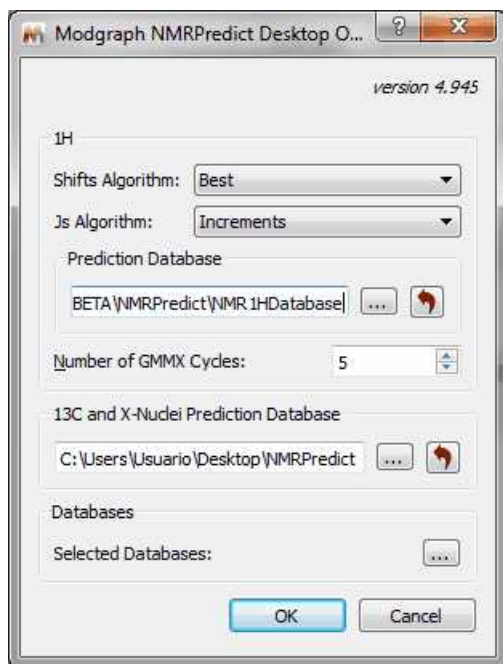 Modgraph NMRPredict Desktop O...
version 4.945
1H
Shifts Algorithm: Best
Js Algorithm: Increments
Prediction Database
BETA\NMRPredict\NMR1HDatabase ...
Number of GMMX Cycles: 5
13C and X-Nuclei Prediction Database
C:\Users\Usuario\Desktop\NMRPredict ...
Databases
Selected Databases: ...
OK Cancel